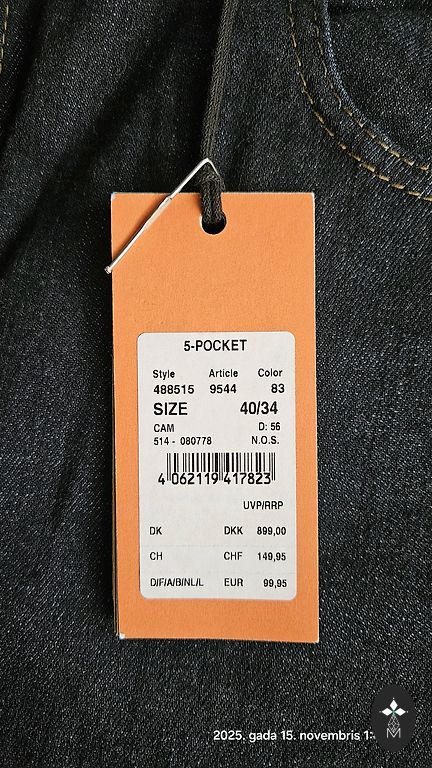 5-POCKET
Style Article Color
488515 9544 83
SIZE 40/34
CAM D: 56
514 - 080778 N.O.S.
4 062119 417823
UVP/RRP
DK DKK 899,00
CH CHF 149,95
D/F/A/B/NL/L EUR 99,95
2025. gada 15. novembris
M